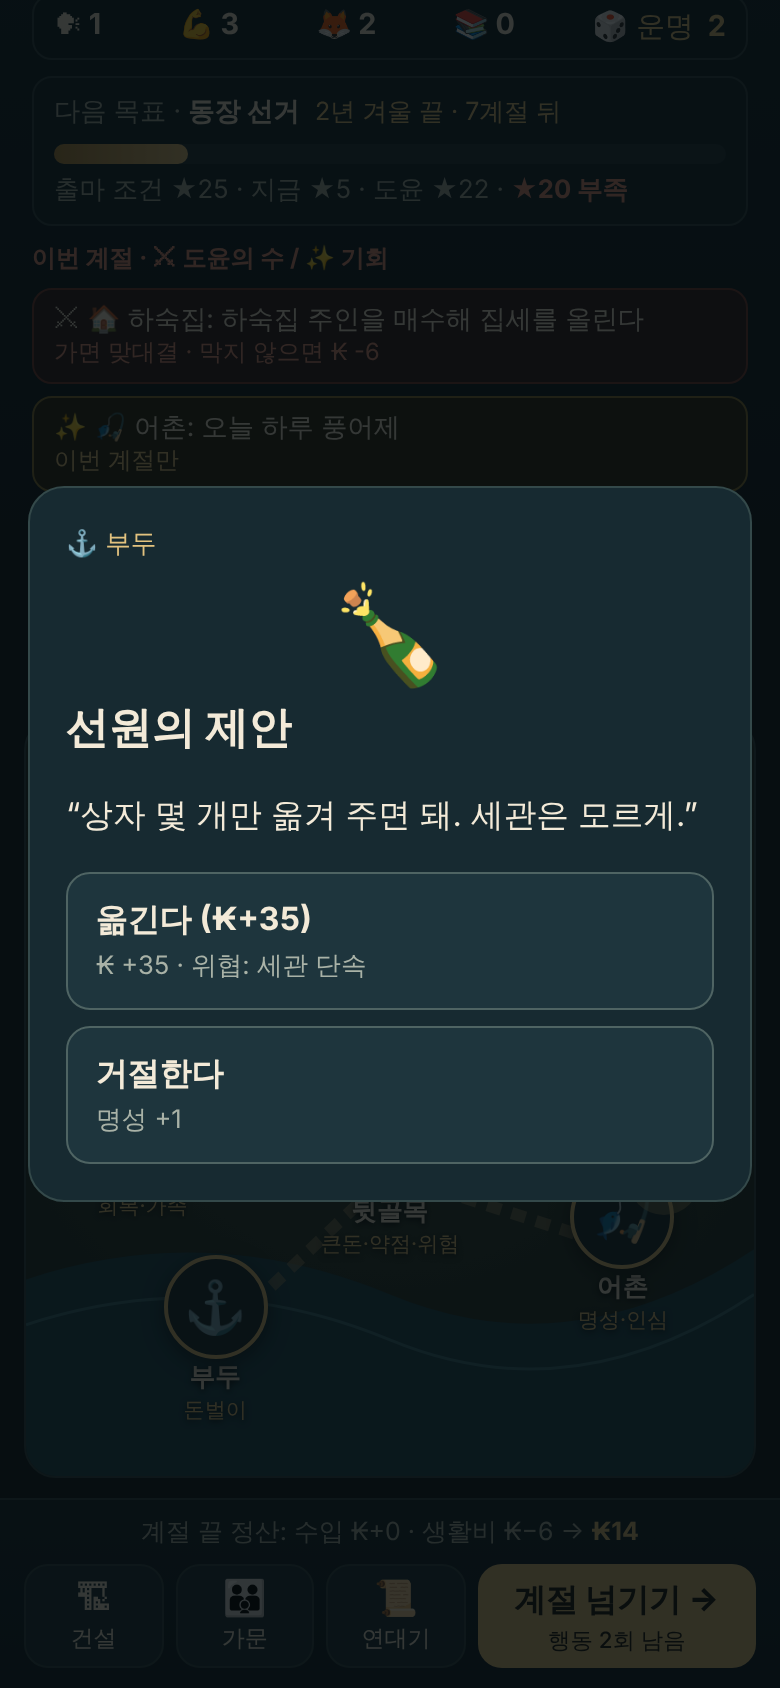 1 3 2 0 운명 2
다음 목표 · 동장 선거 2년 겨울 끝 · 7계절 뒤
출마 조건 ★25 · 지금 ★5 · 도윤 ★22 · ★20 부족
이번 계절 · ⚔ 도윤의 수 / ✨ 기회
⚔ 🏠 하숙집: 하숙집 주인을 매수해 집세를 올린다
가면 맞대결 · 막지 않으면 ₭ -6
✨ 🎣 어촌: 오늘 하루 풍어제
이번 계절만
⚓ 부두
선원의 제안
“상자 몇 개만 옮겨 주면 돼. 세관은 모르게.”
옮긴다 (₭+35)
₭ +35 · 위협: 세관 단속
거절한다
명성 +1
회복·가족
뒷골목
큰돈·약점·위험
어촌
명성·인심
부두
돈벌이
계절 끝 정산: 수입 ₭+0 · 생활비 ₭−6 → ₭14
건설
가문
연대기
계절 넘기기 →
행동 2회 남음